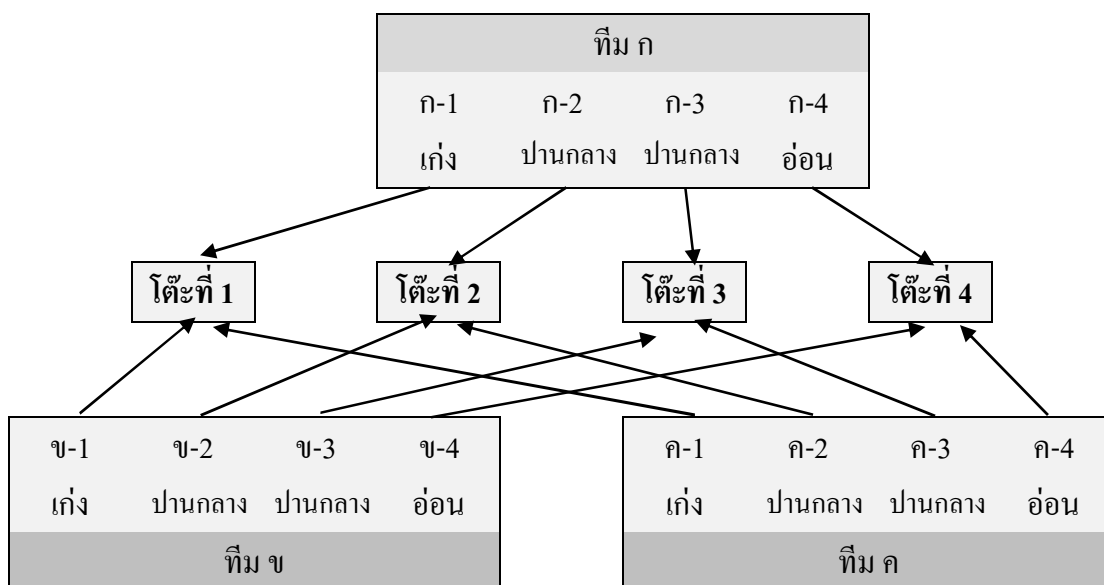 ทีม ก
ก-1 ก-2 ก-3 ก-4
เก่ง ปานกลาง ปานกลาง อ่อน
โต๊ะที่ 1 โต๊ะที่ 2 โต๊ะที่ 3 โต๊ะที่ 4
ข-1 ข-2 ข-3 ข-4
เก่ง ปานกลาง ปานกลาง อ่อน
ทีม ข
ค-1 ค-2 ค-3 ค-4
เก่ง ปานกลาง ปานกลาง อ่อน
ทีม ค